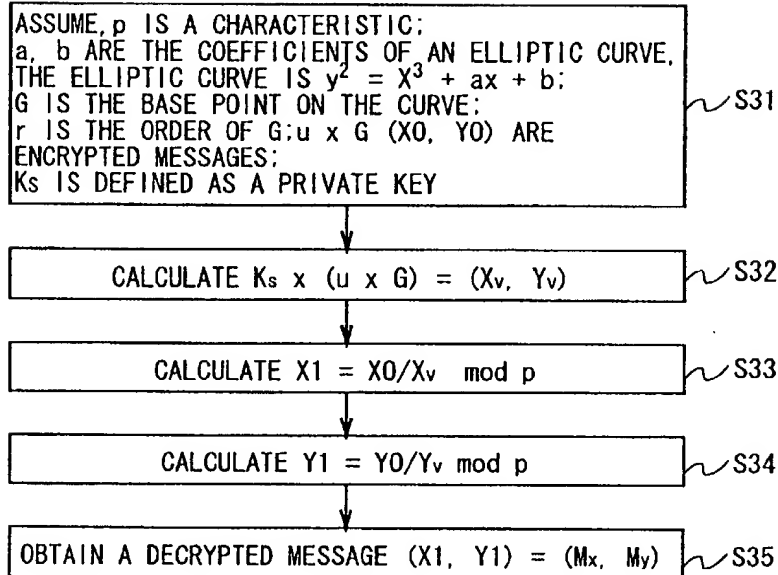 ASSUME, p IS A CHARACTERISTIC:
a, b ARE THE COEFFICIENTS OF AN ELLIPTIC CURVE,
THE ELLIPTIC CURVE IS y² = X³ + ax + b:
G IS THE BASE POINT ON THE CURVE:
r IS THE ORDER OF G:u x G (X0, Y0) ARE
ENCRYPTED MESSAGES:
Ks IS DEFINED AS A PRIVATE KEY
S31
CALCULATE Ks x (u x G) = (Xv, Yv)
S32
CALCULATE X1 = X0/Xv mod p
S33
CALCULATE Y1 = Y0/Yv mod p
S34
OBTAIN A DECRYPTED MESSAGE (X1, Y1) = (Mx, My)
S35